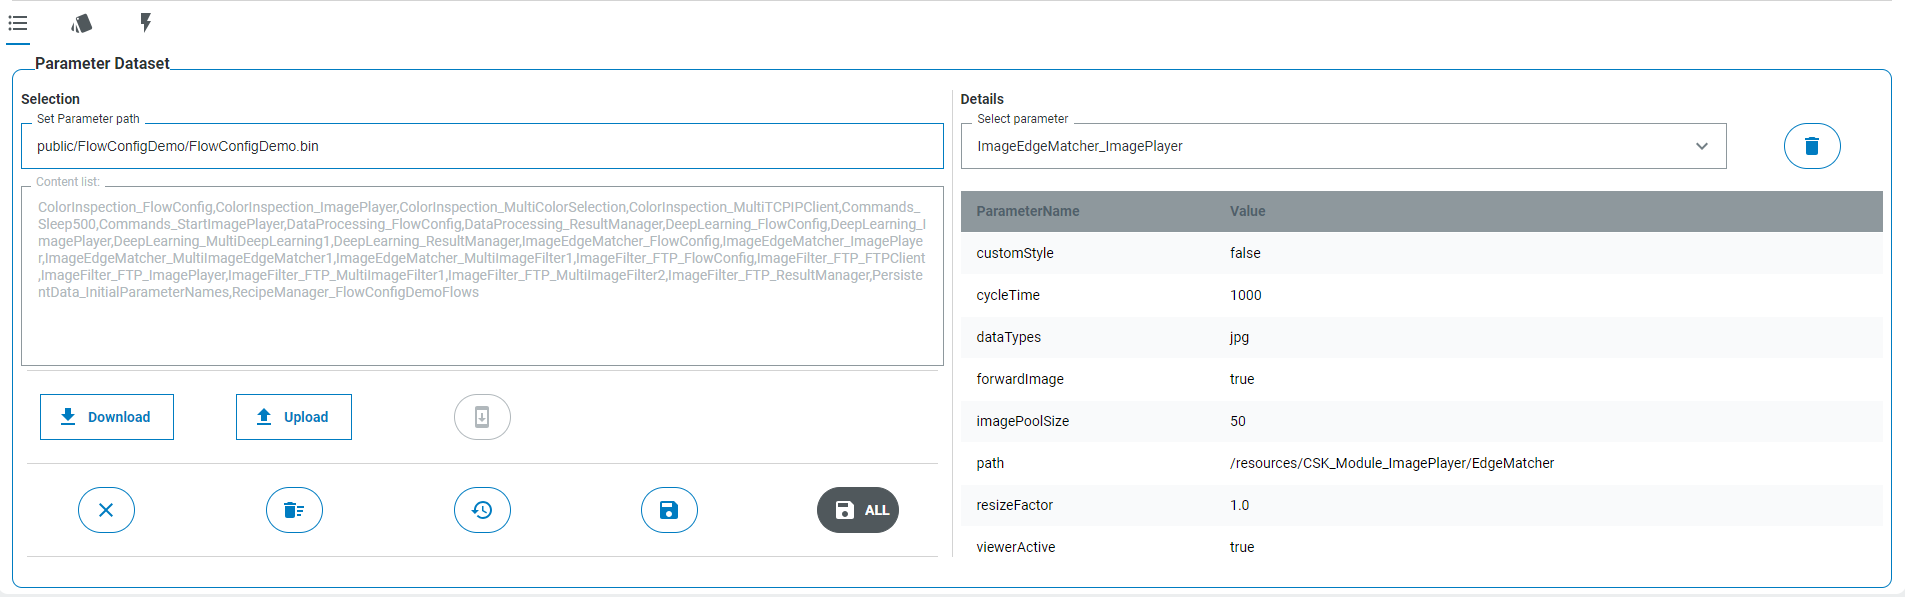 Parameter Dataset
Selection
Set Parameter path
public/FlowConfigDemo/FlowConfigDemo.bin
Content list:
ColorInspection_FlowConfig,ColorInspection_ImagePlayer,ColorInspection_MultiColorSelection,ColorInspection_MultiTCPIPClient,Commands_
Sleep500,Commands_StartImagePlayer,DataProcessing_FlowConfig,DataProcessing_ResultManager,DeepLearning_FlowConfig,DeepLearning_I
magePlayer,DeepLearning_MultiDeepLearning1,DeepLearning_ResultManager,ImageEdgeMatcher_FlowConfig,ImageEdgeMatcher_ImagePlaye
r,ImageEdgeMatcher_MultiImageEdgeMatcher1,ImageEdgeMatcher_MultiImageFilter1,ImageFilter_FTP_FlowConfig,ImageFilter_FTP_FTPClient
,ImageFilter_FTP_ImagePlayer,ImageFilter_FTP_MultiImageFilter1,ImageFilter_FTP_MultiImageFilter2,ImageFilter_FTP_ResultManager,Persist
entData_InitialParameterNames,RecipeManager_FlowConfigDemoFlows
Download
Upload
ALL
Details
Select parameter
ImageEdgeMatcher_ImagePlayer
ParameterName Value
customStyle false
cycleTime 1000
dataTypes jpg
forwardImage true
imagePoolSize 50
path /resources/CSK_Module_ImagePlayer/EdgeMatcher
resizeFactor 1.0
viewerActive true